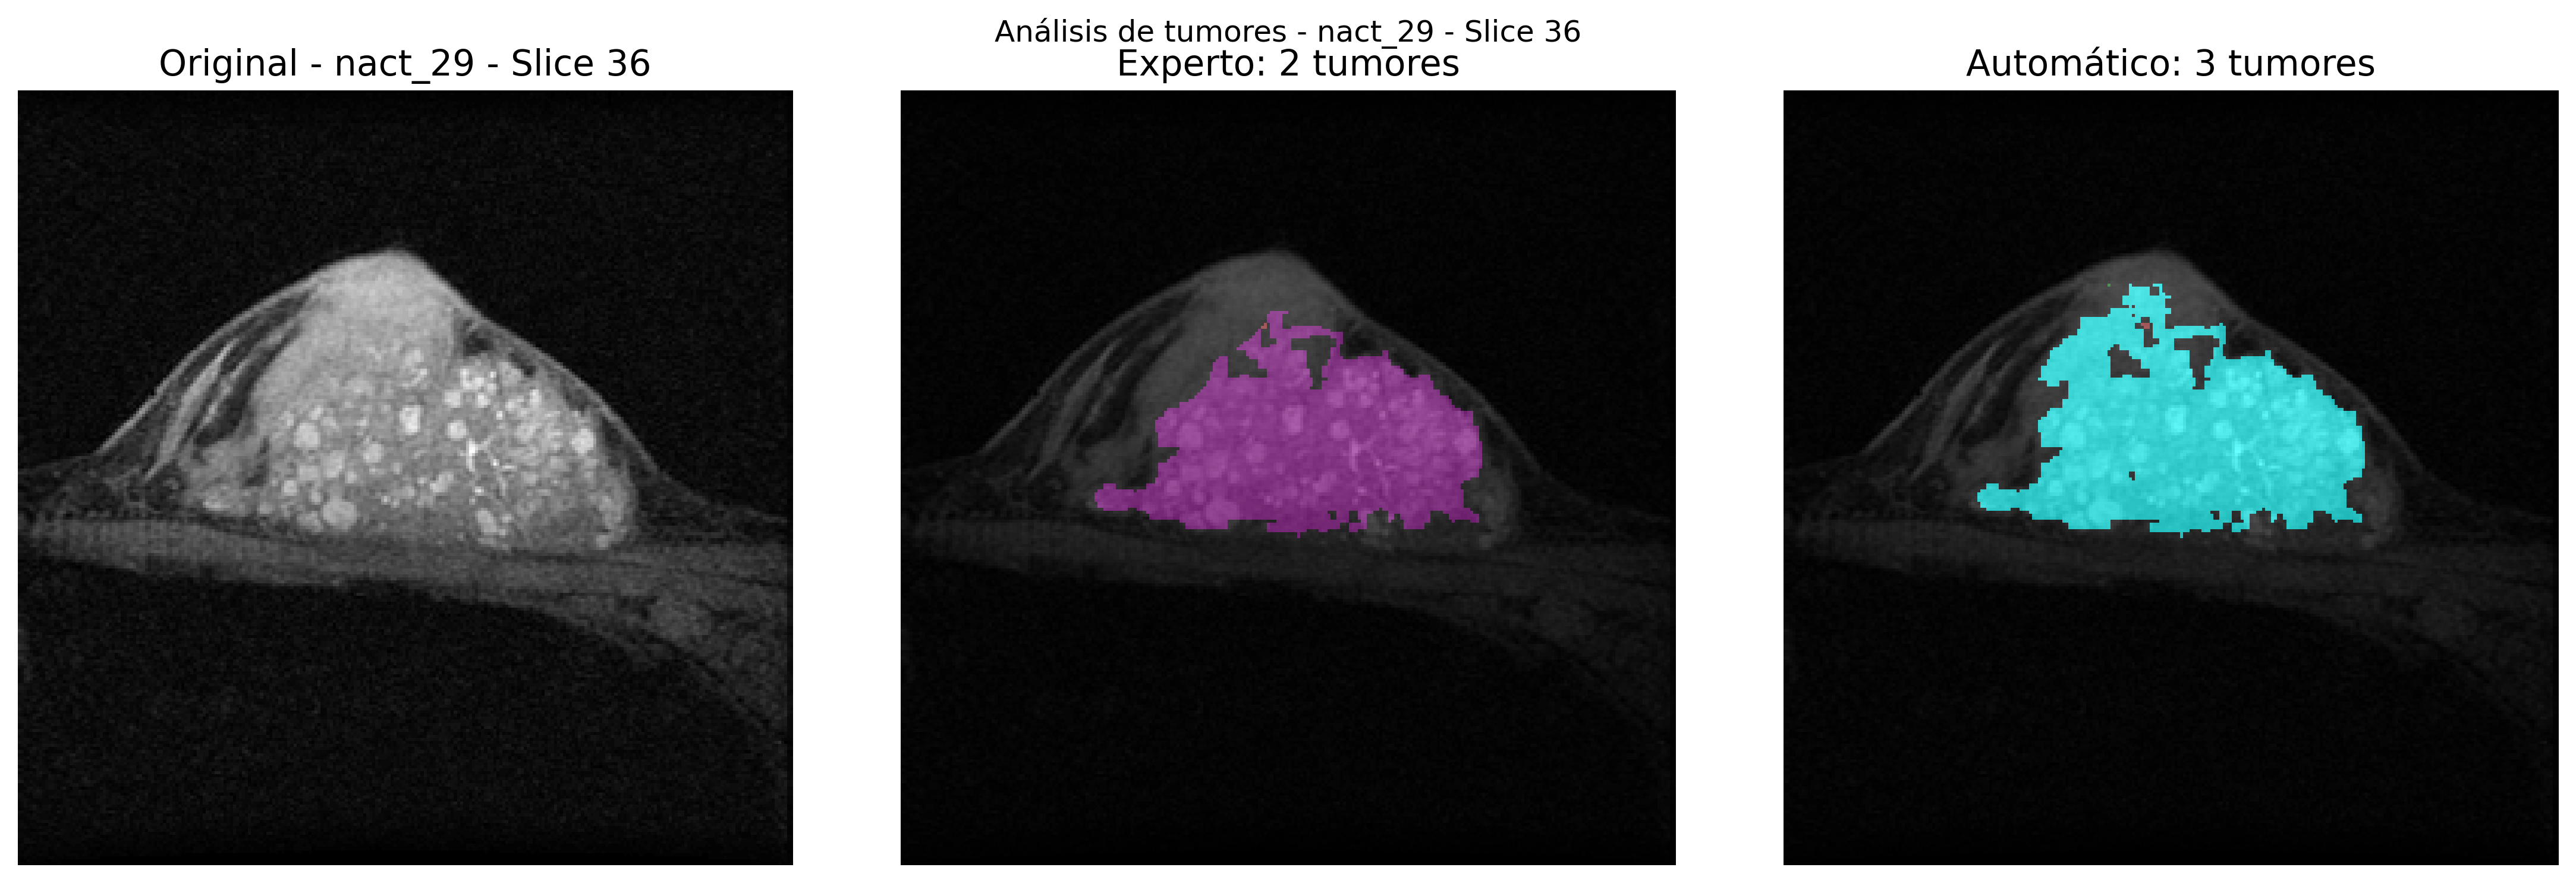 Análisis de tumores - nact_29 - Slice 36
Original - nact_29 - Slice 36
Experto: 2 tumores
Automático: 3 tumores